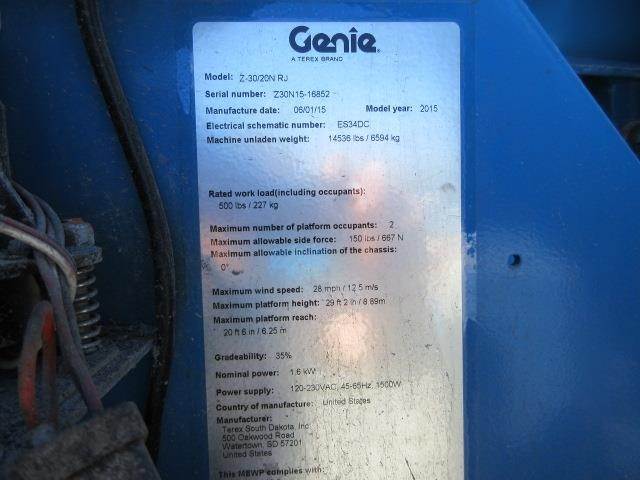 Genie
A TEREX BRAND
Model: Z-30/20N RJ
Serial number: Z30N15-16852
Manufacture date: 06/01/15 Model year: 2015
Electrical schematic number: ES34DC
Machine unladen weight: 14536 lbs / 6594 kg
Rated work load(including occupants):
500 lbs / 227 kg
Maximum number of platform occupants: 2
Maximum allowable side force: 150 lbs / 667 N
Maximum allowable inclination of the chassis:
0°
Maximum wind speed: 28 mph / 12.5 m/s
Maximum platform height: 29 ft 2 in / 8.89m
Maximum platform reach:
20 ft 6 in / 6.25 m
Gradeability: 35%
Nominal power: 1.6 kW
Power supply: 120-230VAC, 45-65Hz, 1500W
Country of manufacture: United States
Manufacturer:
Terex South Dakota, Inc
500 Oakwood Road
Watertown, SD 57201
United States
This MEWP complies with: